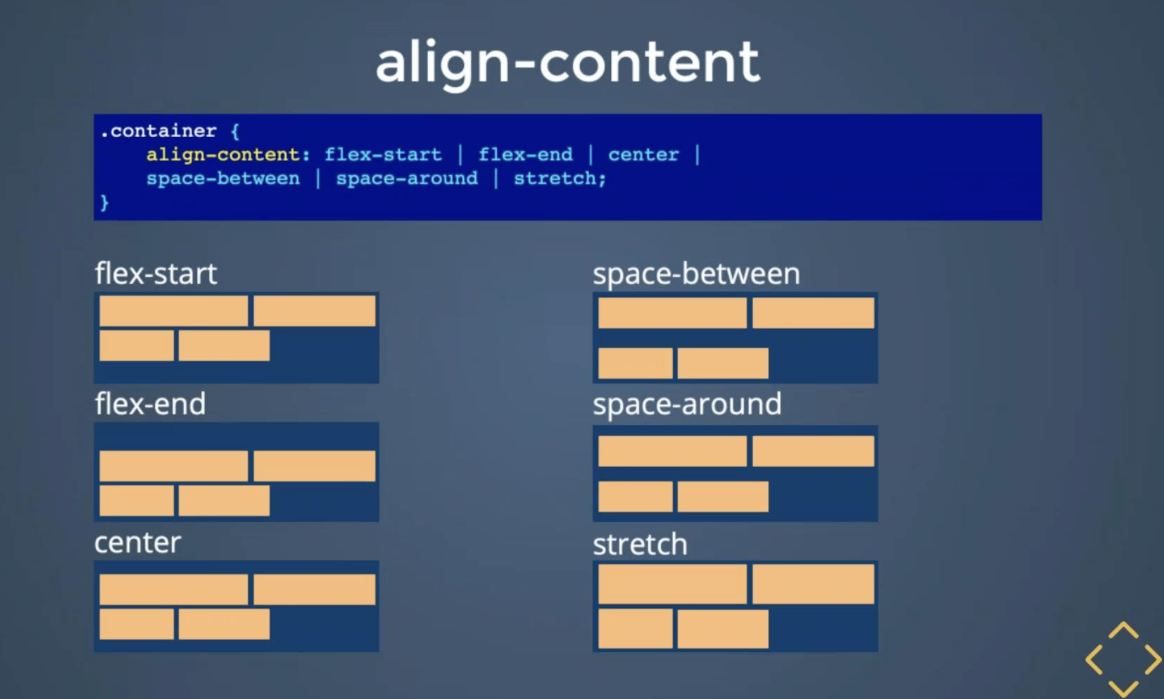 align-content
.container {
align-content: flex-start | flex-end | center |
space-between | space-around | stretch;
}
flex-start
space-between
flex-end
space-around
center
stretch